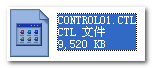 CONTROL01.CTL
CTL 文件
9,520 KB